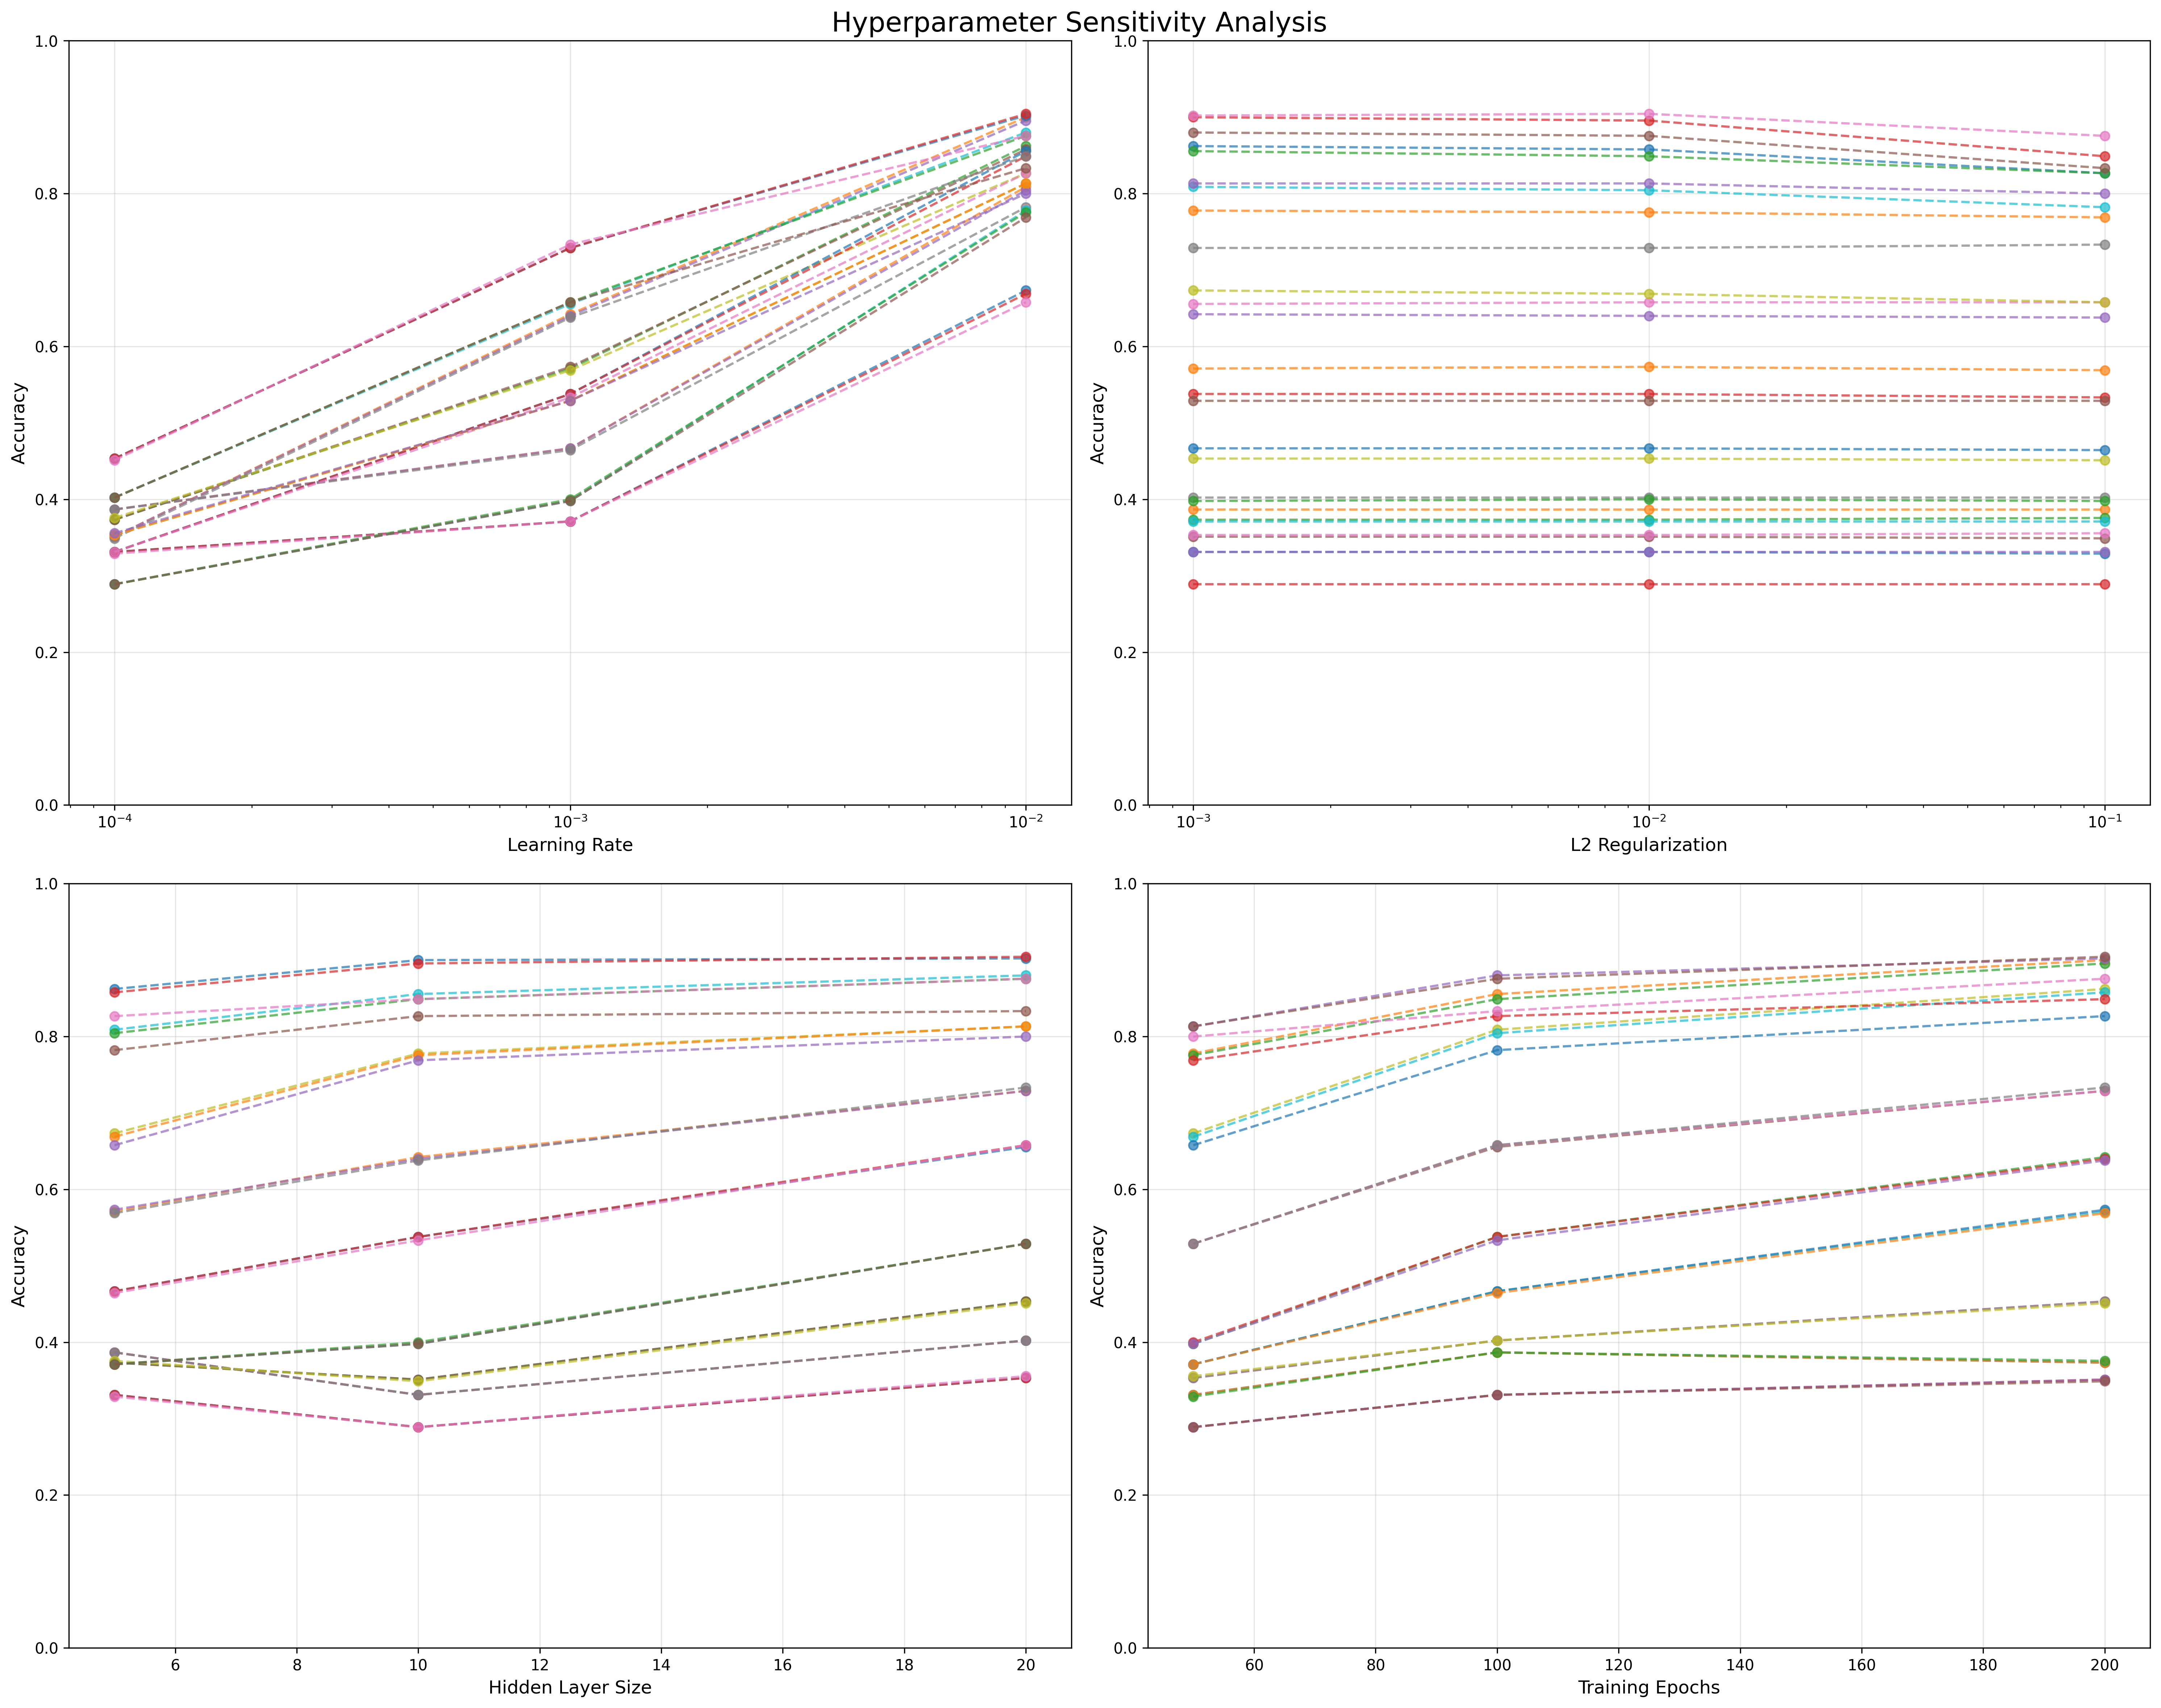 Hyperparameter Sensitivity Analysis
1.0
0.8
0.6
0.4
0.2
0.0
Accuracy
10⁻⁴ 10⁻³ 10⁻²
Learning Rate
1.0
0.8
0.6
0.4
0.2
0.0
Accuracy
10⁻³ 10⁻² 10⁻¹
L2 Regularization
1.0
0.8
0.6
0.4
0.2
0.0
Accuracy
6 8 10 12 14 16 18 20
Hidden Layer Size
1.0
0.8
0.6
0.4
0.2
0.0
Accuracy
60 80 100 120 140 160 180 200
Training Epochs